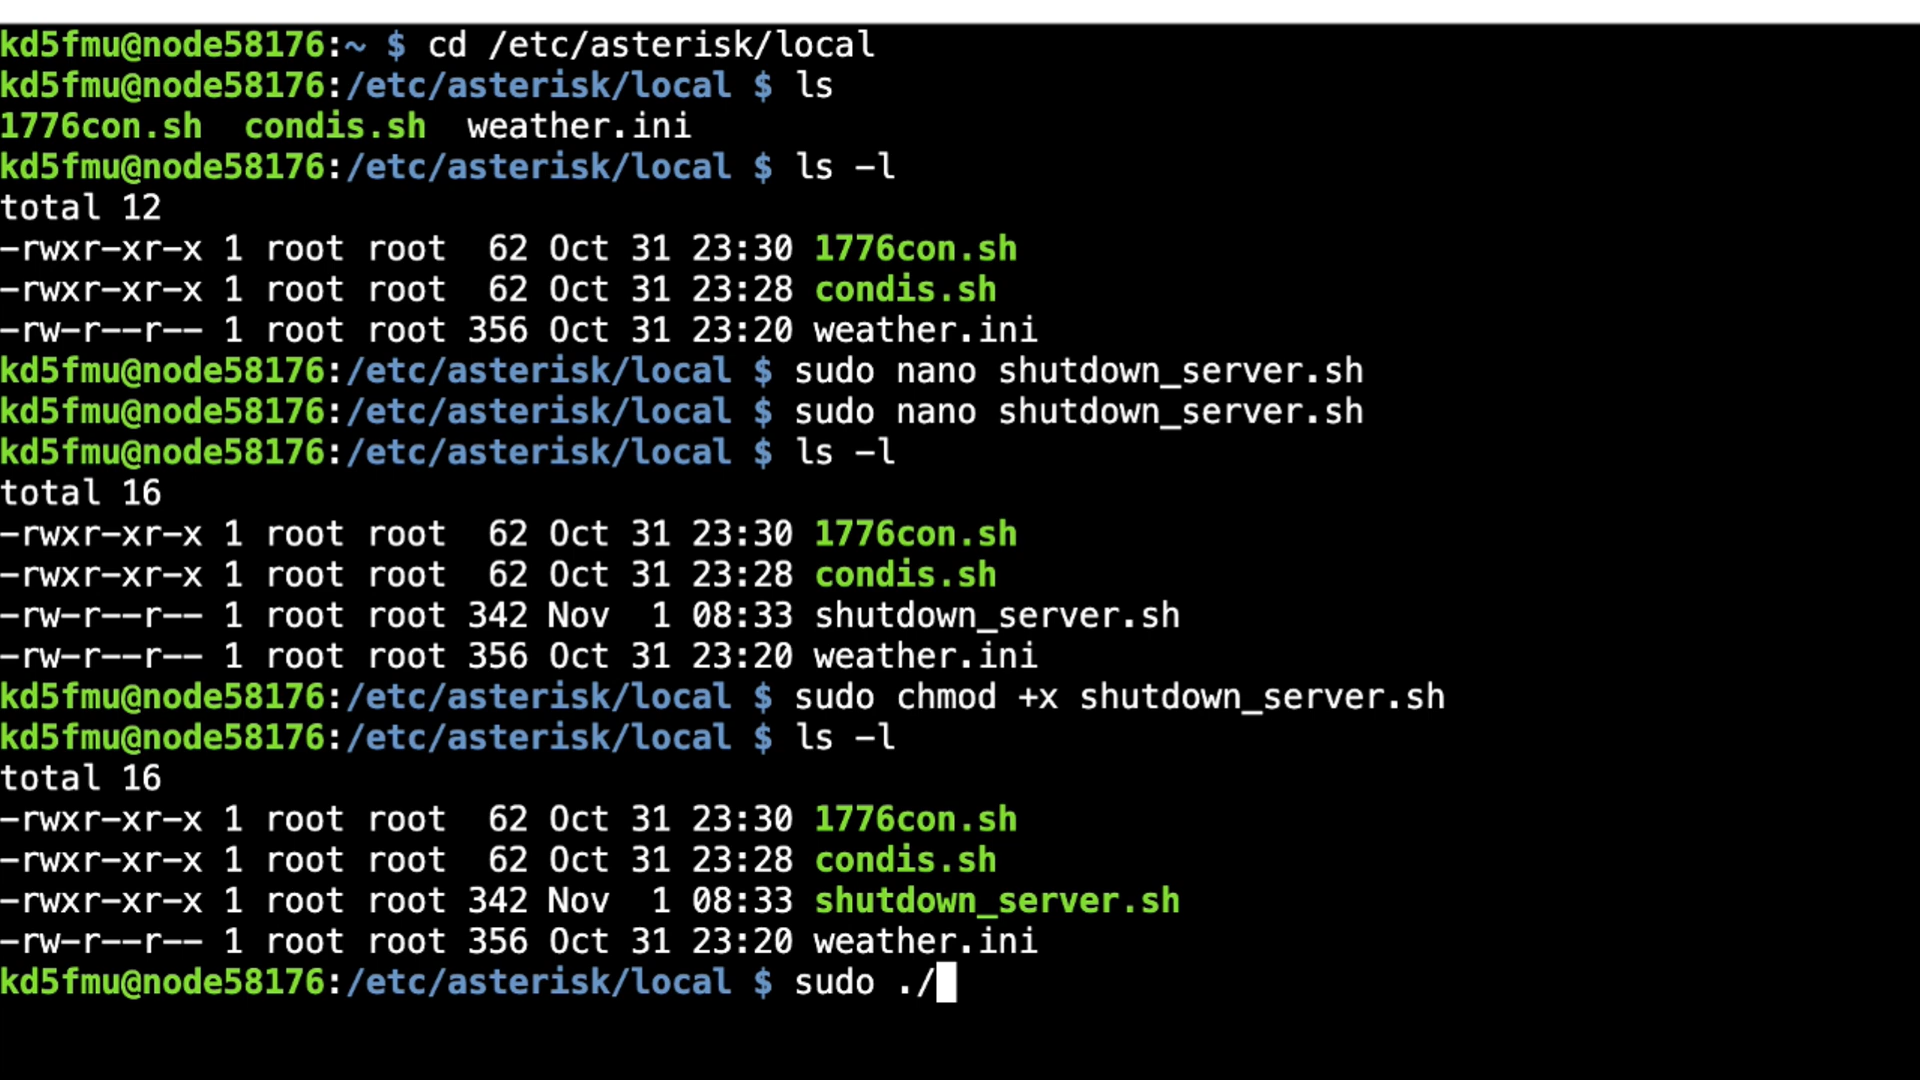 kd5fmu@node58176:~ $ cd /etc/asterisk/local
kd5fmu@node58176:/etc/asterisk/local $ ls
1776con.sh  condis.sh  weather.ini
kd5fmu@node58176:/etc/asterisk/local $ ls -l
total 12
-rwxr-xr-x 1 root root  62 Oct 31 23:30 1776con.sh
-rwxr-xr-x 1 root root  62 Oct 31 23:28 condis.sh
-rw-r--r-- 1 root root 356 Oct 31 23:20 weather.ini
kd5fmu@node58176:/etc/asterisk/local $ sudo nano shutdown_server.sh
kd5fmu@node58176:/etc/asterisk/local $ sudo nano shutdown_server.sh
kd5fmu@node58176:/etc/asterisk/local $ ls -l
total 16
-rwxr-xr-x 1 root root  62 Oct 31 23:30 1776con.sh
-rwxr-xr-x 1 root root  62 Oct 31 23:28 condis.sh
-rw-r--r-- 1 root root 342 Nov  1 08:33 shutdown_server.sh
-rw-r--r-- 1 root root 356 Oct 31 23:20 weather.ini
kd5fmu@node58176:/etc/asterisk/local $ sudo chmod +x shutdown_server.sh
kd5fmu@node58176:/etc/asterisk/local $ ls -l
total 16
-rwxr-xr-x 1 root root  62 Oct 31 23:30 1776con.sh
-rwxr-xr-x 1 root root  62 Oct 31 23:28 condis.sh
-rwxr-xr-x 1 root root 342 Nov  1 08:33 shutdown_server.sh
-rw-r--r-- 1 root root 356 Oct 31 23:20 weather.ini
kd5fmu@node58176:/etc/asterisk/local $ sudo ./